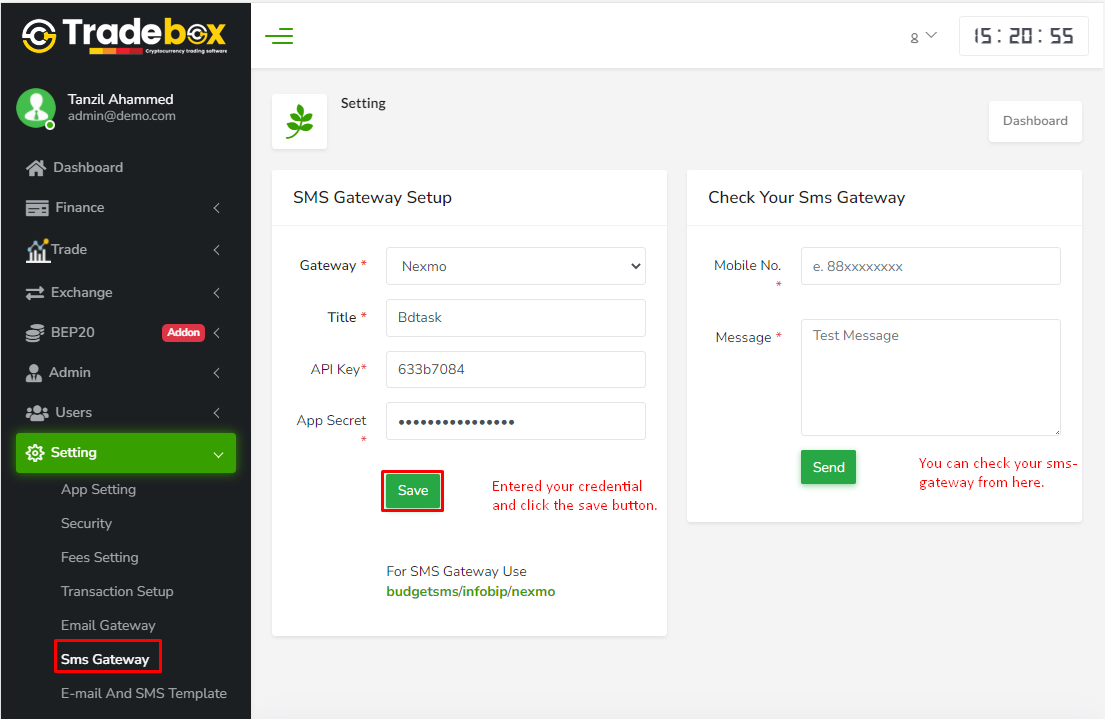 Tradebox
Cryptocurrency trading software
15:20:55
Tanzil Ahammed
admin@demo.com
Dashboard
Finance
Trade
Exchange
BEP20 Addon
Admin
Users
Setting
App Setting
Security
Fees Setting
Transaction Setup
Email Gateway
Sms Gateway
E-mail And SMS Template
Setting
Dashboard
SMS Gateway Setup
Gateway * Nexmo
Title * Bdtask
API Key* 633b7084
App Secret ••••••••••••••••
*
Save
Entered your credential
and click the save button.
For SMS Gateway Use
budgetsms/infobip/nexmo
Check Your Sms Gateway
Mobile No. e. 88xxxxxxxx
*
Message * Test Message
Send
You can check your sms-
gateway from here.